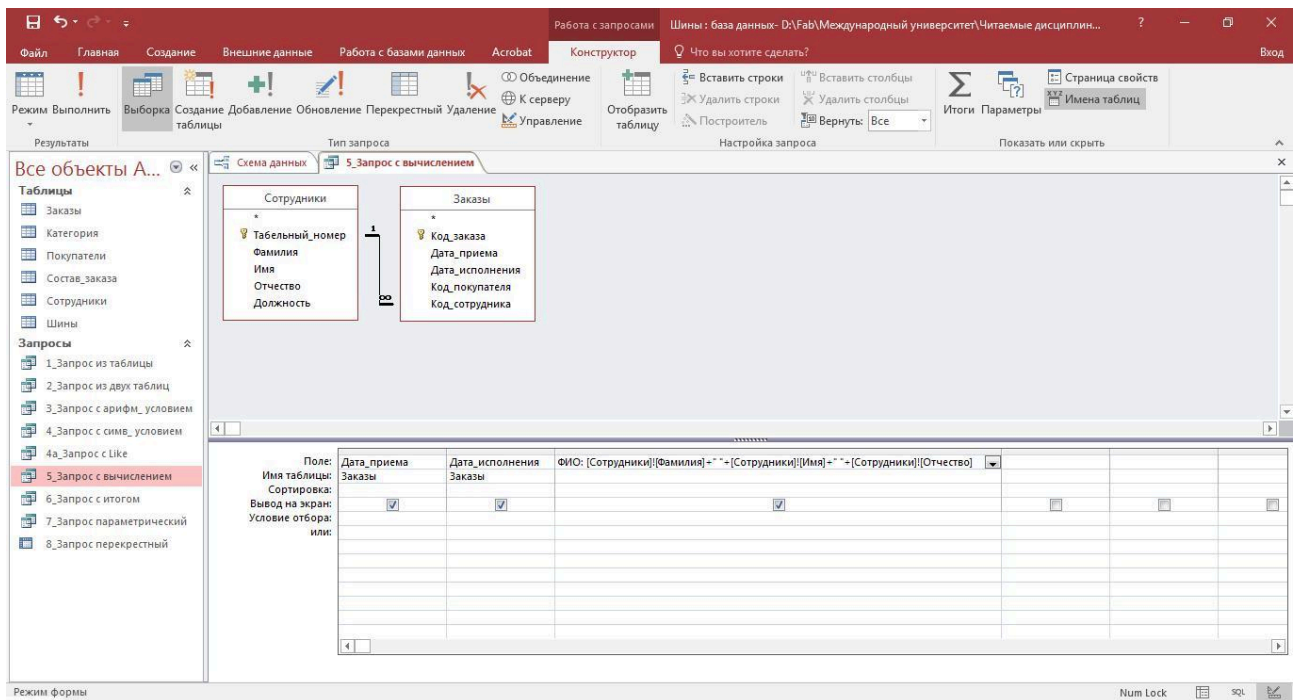 Работа с запросами
Шины : база данных- D:\Fab\Международный университет\Читаемые дисциплин...
?
Файл Главная Создание Внешние данные Работа с базами данных Acrobat Конструктор Что вы хотите сделать? Вход
Режим Выполнить Выборка Создание таблицы Добавление Обновление Перекрестный Удаление
Объединение
К серверу
Управление
Отобразить таблицу
Вставить строки
Удалить строки
Построитель
Вставить столбцы
Удалить столбцы
Вернуть: Все
Итоги Параметры
Страница свойств
Имена таблиц
Результаты Тип запроса Настройка запроса Показать или скрыть
Все объекты A...
Таблицы
Заказы
Категория
Покупатели
Состав_заказа
Сотрудники
Шины
Запросы
1_Запрос из таблицы
2_Запрос из двух таблиц
3_Запрос с арифм_ условием
4_Запрос с симв_ условием
4а_Запрос с Like
5_Запрос с вычислением
6_Запрос с итогом
7_Запрос параметрический
8_Запрос перекрестный
Схема данных
5_Запрос с вычислением
Сотрудники
*
Табельный_номер
Фамилия
Имя
Отчество
Должность
1
∞
Заказы
*
Код_заказа
Дата_приема
Дата_исполнения
Код_покупателя
Код_сотрудника
Поле: Дата_приема Дата_исполнения ФИО: [Сотрудники]![Фамилия]+" "+[Сотрудники]![Имя]+" "+[Сотрудники]![Отчество]
Имя таблицы: Заказы Заказы
Сортировка:
Вывод на экран:
Условие отбора:
или:
Режим формы
Num Lock
SQL